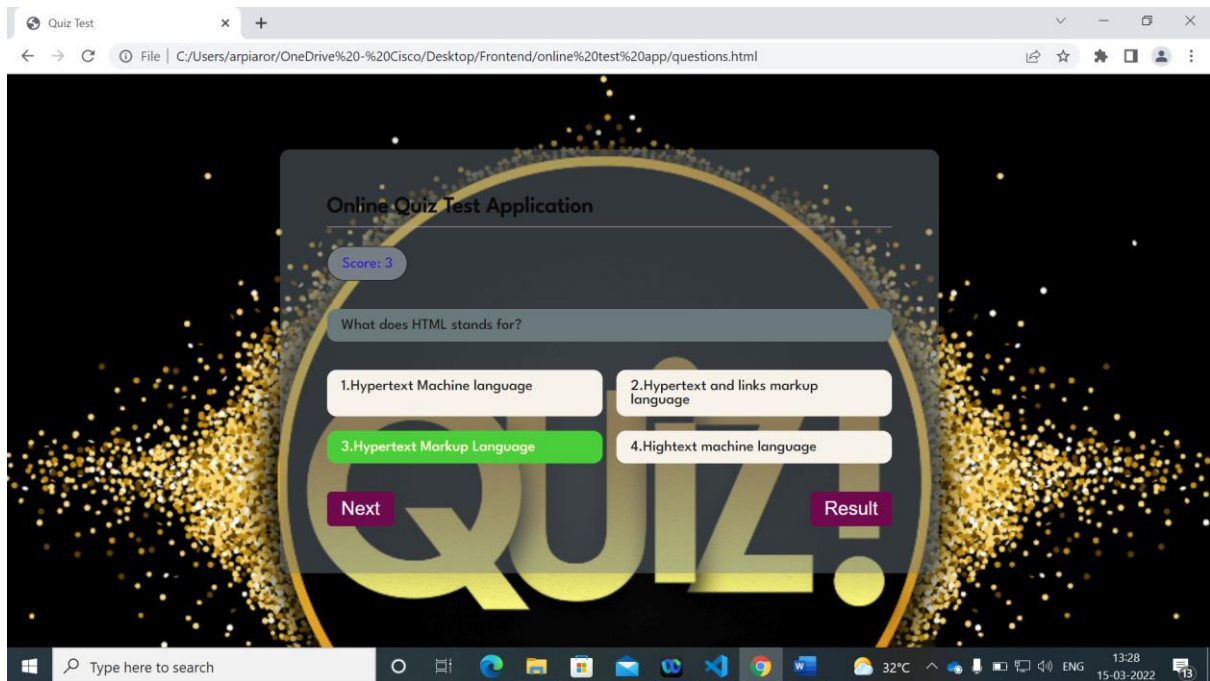 Quiz Test
File | C:/Users/arpiaror/OneDrive%20-%20Cisco/Desktop/Frontend/online%20test%20app/questions.html
Online Quiz Test Application
Score: 3
What does HTML stands for?
1.Hypertext Machine language
2.Hypertext and links markup
language
3.Hypertext Markup Language
4.Hightext machine language
Next
Result
QUiZ!
Type here to search
32°C
ENG
13:28
15-03-2022
13